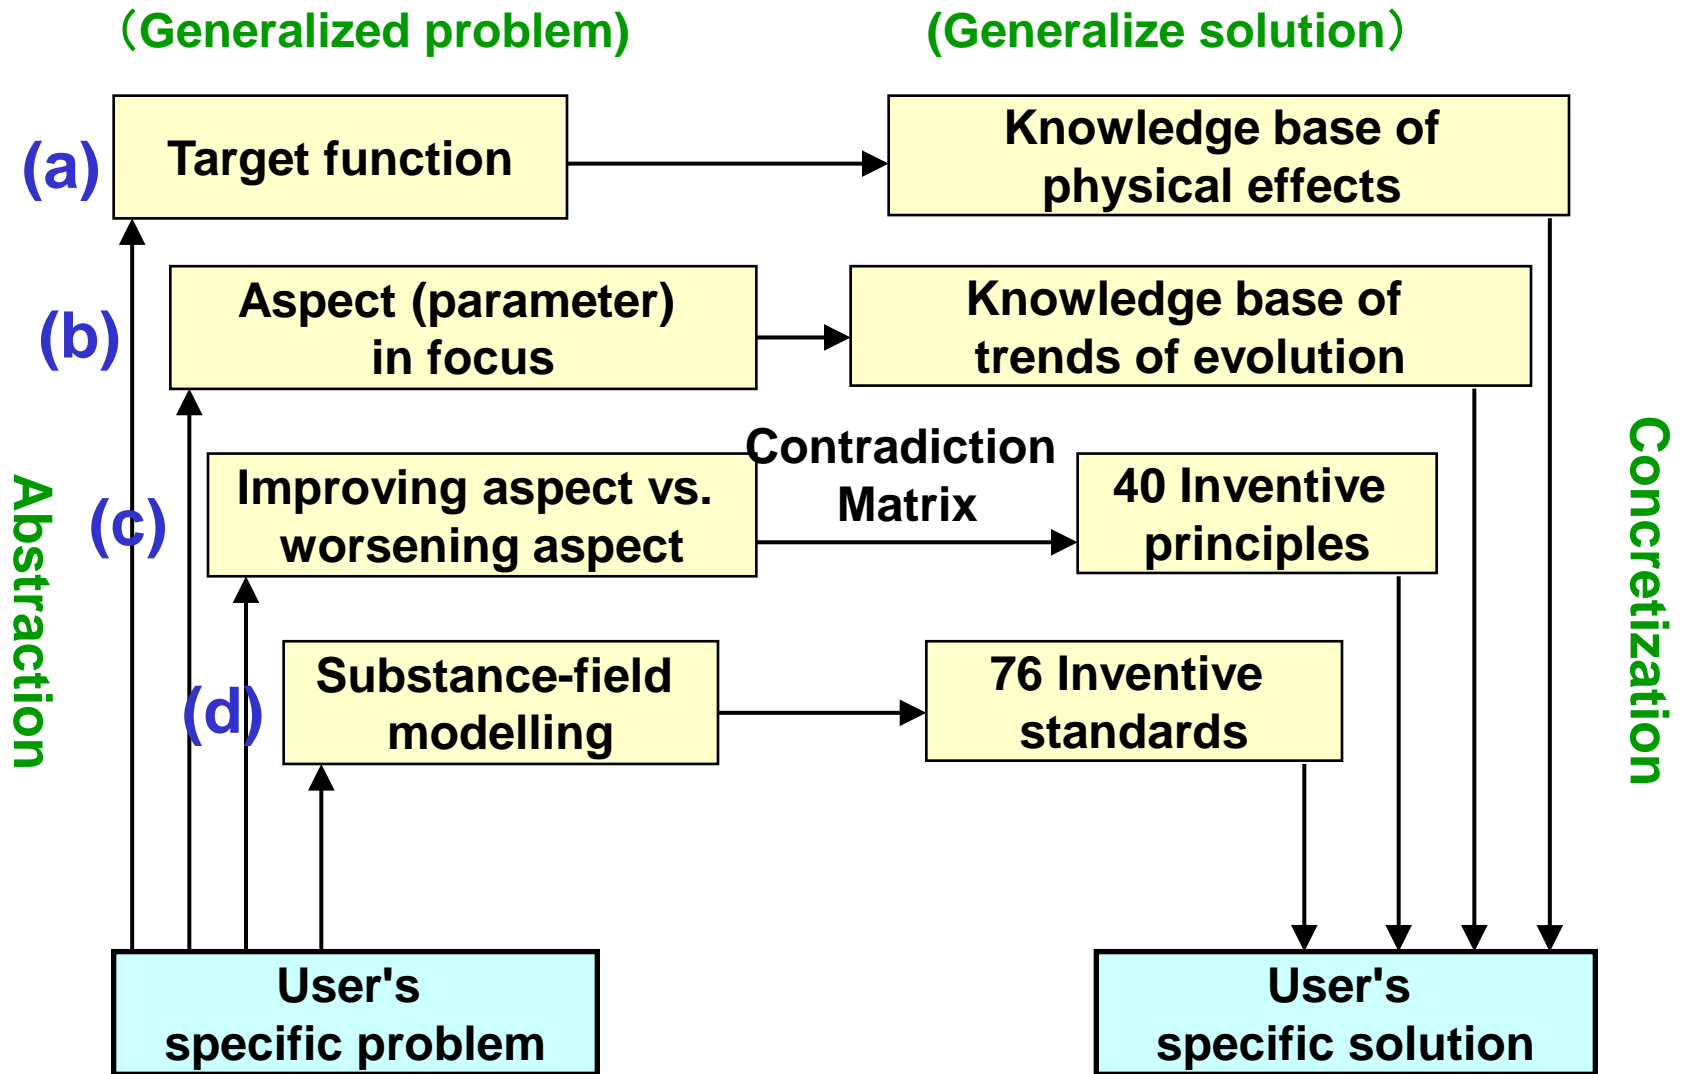 （Generalized problem)
(Generalize solution）
(a)
Target function
Knowledge base of
physical effects
(b)
Aspect (parameter)
in focus
Knowledge base of
trends of evolution
(c)
Improving aspect vs.
worsening aspect
Contradiction
Matrix
40 Inventive
principles
(d)
Substance-field
modelling
76 Inventive
standards
Abstraction
Concretization
User's
specific problem
User's
specific solution